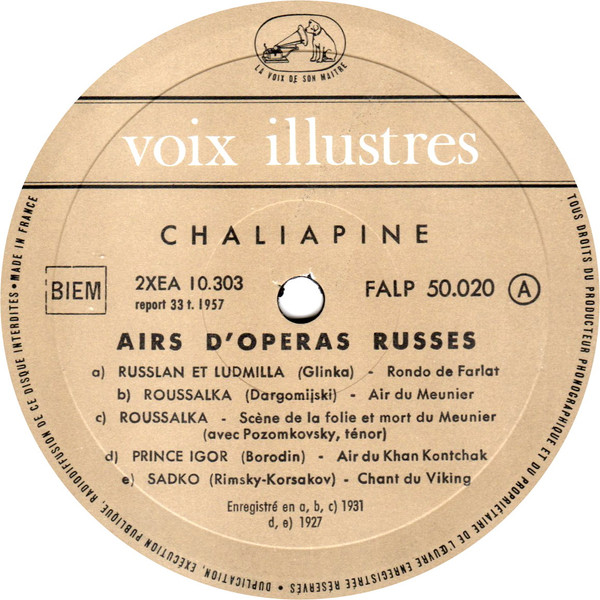 LA VOIX DE SON MAITRE
voix illustres
CHALIAPINE
BIEM
2XEA 10.303
report 33 t. 1957
FALP 50.020 A
AIRS D'OPERAS RUSSES
a) RUSSLAN ET LUDMILLA (Glinka) - Rondo de Farlat
b) ROUSSALKA (Dargomijski) - Air du Meunier
c) ROUSSALKA - Scène de la folie et mort du Meunier
(avec Pozomkovsky, ténor)
d) PRINCE IGOR (Borodin) - Air du Khan Kontchak
e) SADKO (Rimsky-Korsakov) - Chant du Viking
Enregistré en a, b, c) 1931
d, e) 1927
TOUS DROITS DU PRODUCTEUR PHONOGRAPHIQUE ET DU PROPRIÉTAIRE DE L'ŒUVRE ENREGISTRÉE RÉSERVÉS • DUPLICATION, EXÉCUTION PUBLIQUE, RADIODIFFUSION DE CE DISQUE INTERDITES • MADE IN FRANCE